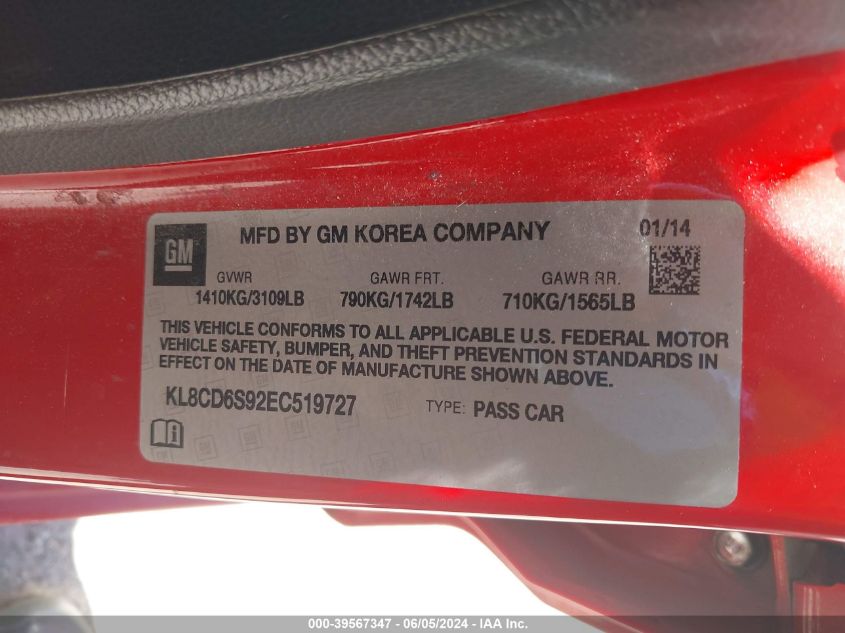 GM
MFD BY GM KOREA COMPANY
01/14
GVWR GAWR FRT. GAWR RR.
1410KG/3109LB 790KG/1742LB 710KG/1565LB
THIS VEHICLE CONFORMS TO ALL APPLICABLE U.S. FEDERAL MOTOR
VEHICLE SAFETY, BUMPER, AND THEFT PREVENTION STANDARDS IN
EFFECT ON THE DATE OF MANUFACTURE SHOWN ABOVE.
KL8CD6S92EC519727 TYPE: PASS CAR
000-39567347 - 06/05/2024 - IAA Inc.